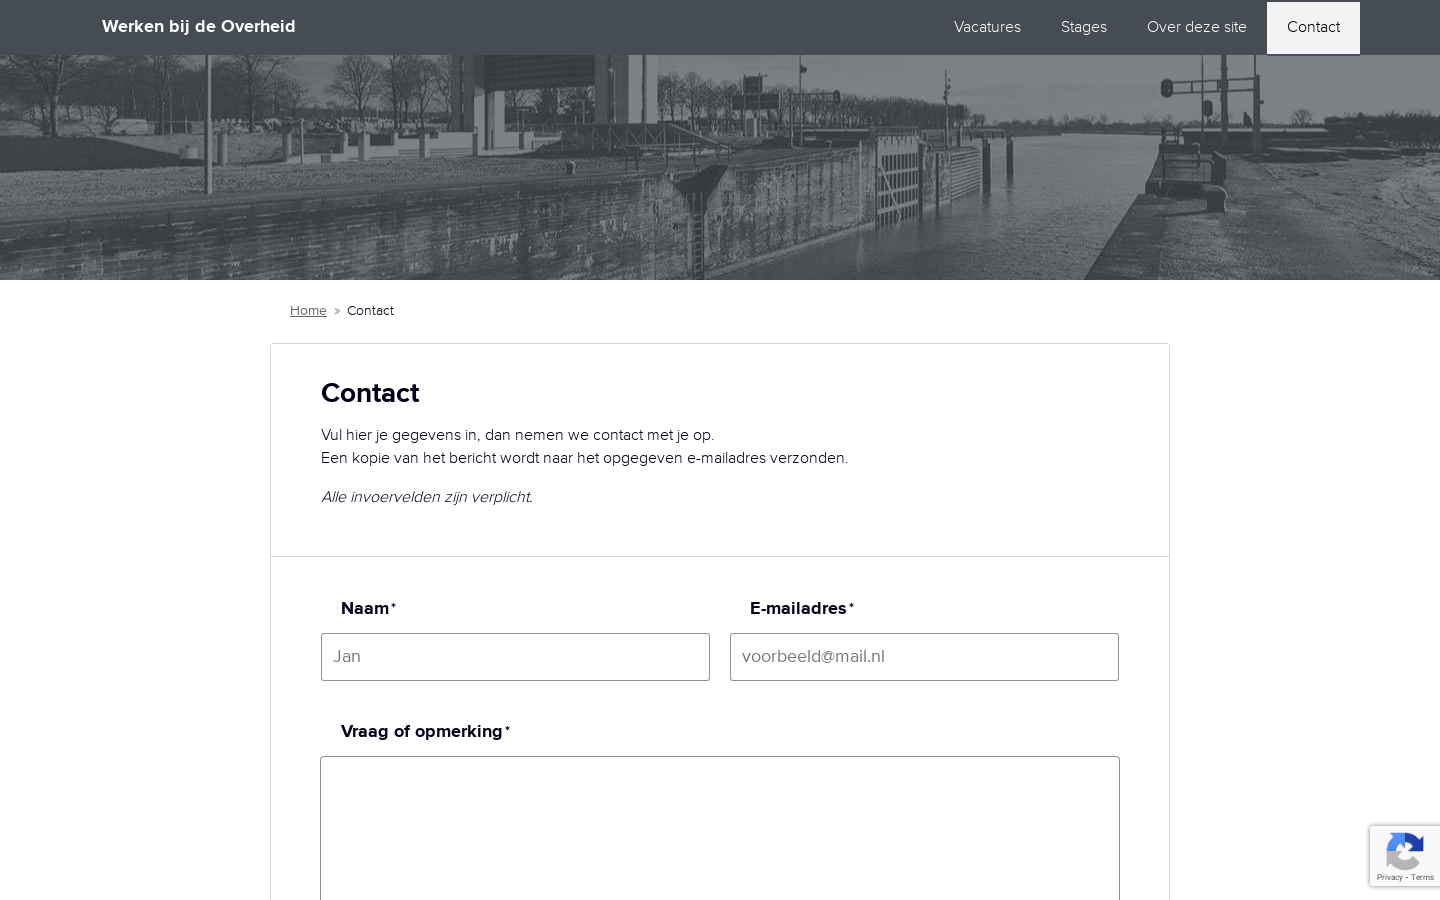 Werken bij de Overheid
Vacatures
Stages
Over deze site
Contact
Home » Contact
Contact
Vul hier je gegevens in, dan nemen we contact met je op.
Een kopie van het bericht wordt naar het opgegeven e-mailadres verzonden.
Alle invoervelden zijn verplicht.
Naam*
E-mailadres*
Jan
voorbeeld@mail.nl
Vraag of opmerking*
Privacy - Terms